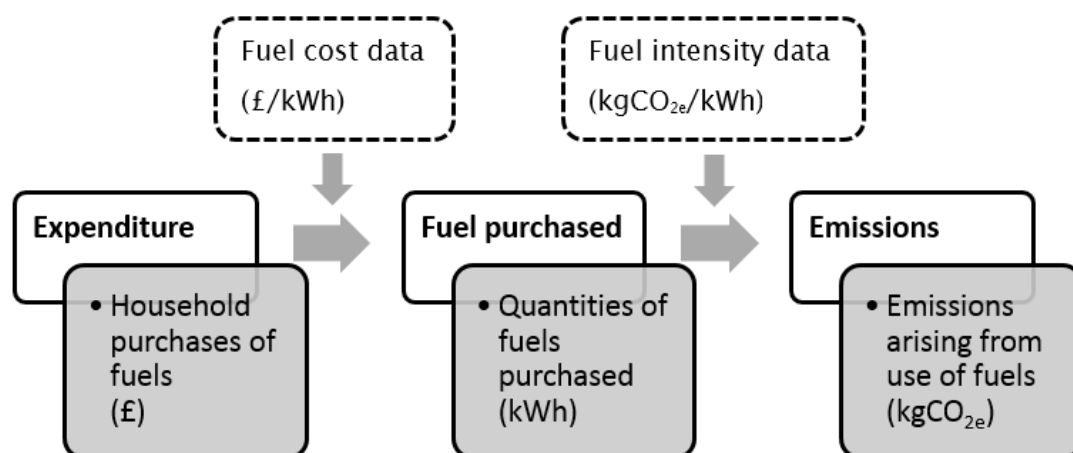 Fuel cost data
(£/kWh)
Fuel intensity data
(kgCO₂ₑ/kWh)
Expenditure
• Household
purchases of
fuels
(£)
Fuel purchased
• Quantities of
fuels
purchased
(kWh)
Emissions
• Emissions
arising from
use of fuels
(kgCO₂ₑ)